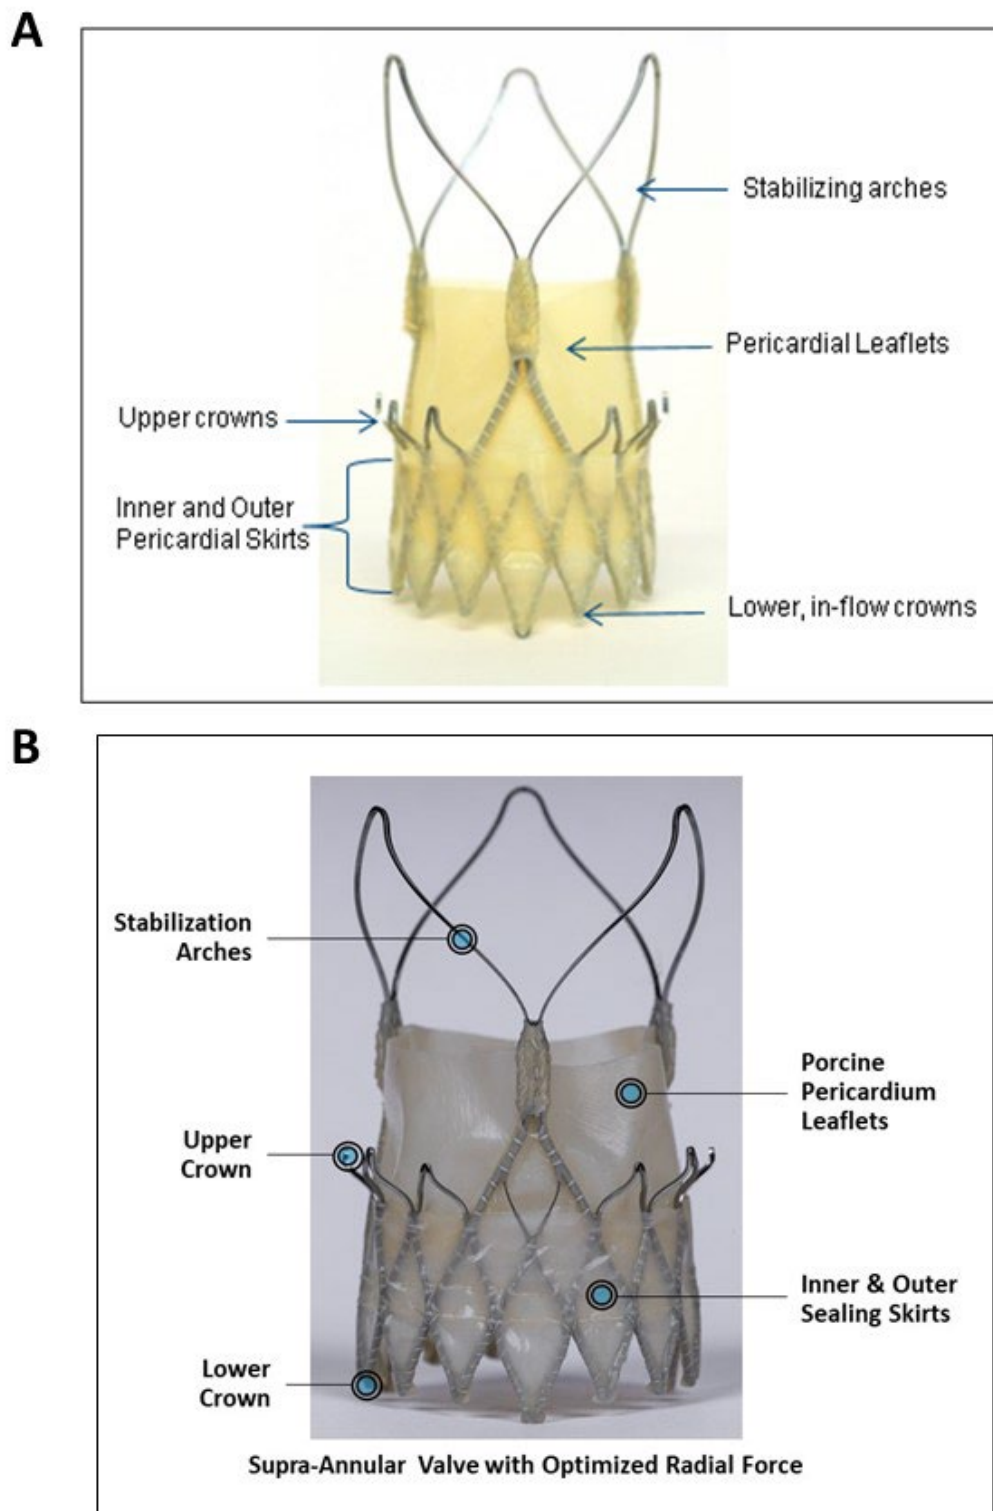 A
Stabilizing arches
Pericardial Leaflets
Upper crowns
Inner and Outer
Pericardial Skirts
Lower, in-flow crowns
B
Stabilization
Arches
Porcine
Pericardium
Leaflets
Upper
Crown
Inner & Outer
Sealing Skirts
Lower
Crown
Supra-Annular Valve with Optimized Radial Force